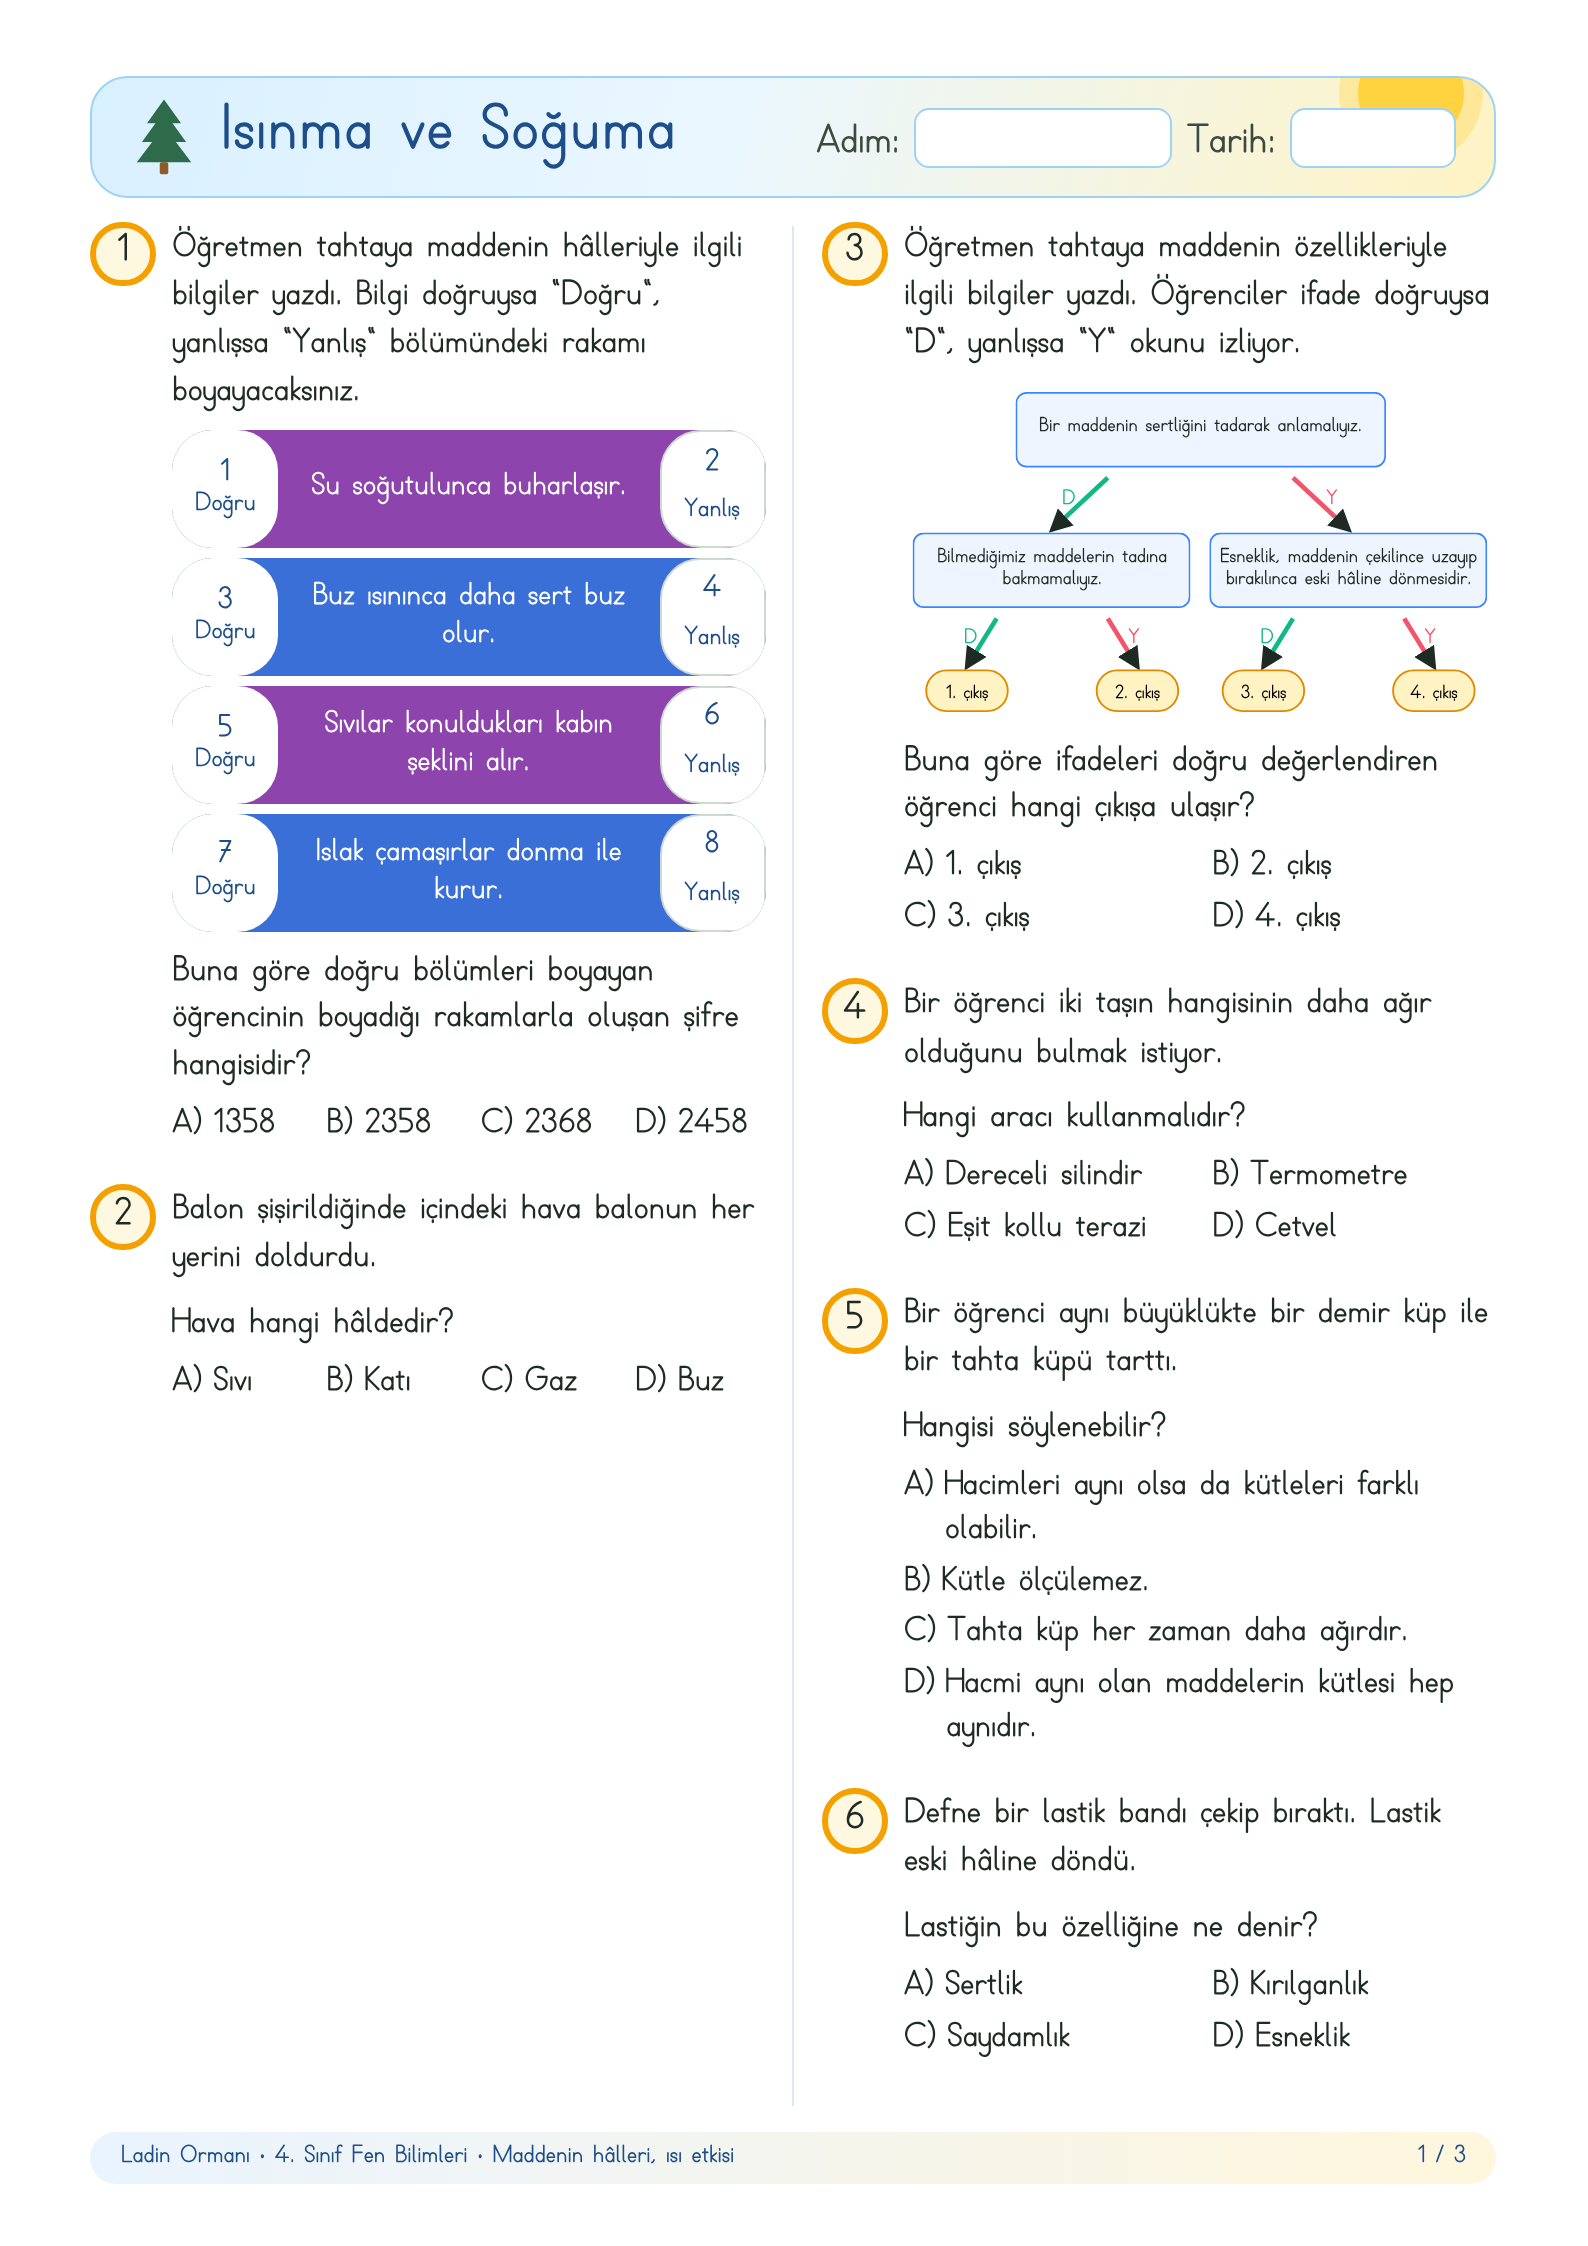 Isınma ve Soğuma
Adım:
Tarih:
1
Öğretmen tahtaya maddenin hâlleriyle ilgili
bilgiler yazdı. Bilgi doğruysa "Doğru",
yanlışsa "Yanlış" bölümündeki rakamı
boyayacaksınız.
1
Doğru
Su soğutulunca buharlaşır.
2
Yanlış
3
Doğru
Buz ısınınca daha sert buz
olur.
4
Yanlış
5
Doğru
Sıvılar konuldukları kabın
şeklini alır.
6
Yanlış
7
Doğru
Islak çamaşırlar donma ile
kurur.
8
Yanlış
Buna göre doğru bölümleri boyayan
öğrencinin boyadığı rakamlarla oluşan şifre
hangisidir?
A) 1358 B) 2358 C) 2368 D) 2458
2
Balon şişirildiğinde içindeki hava balonun her
yerini doldurdu.
Hava hangi hâldedir?
A) Sıvı B) Katı C) Gaz D) Buz
3
Öğretmen tahtaya maddenin özellikleriyle
ilgili bilgiler yazdı. Öğrenciler ifade doğruysa
"D", yanlışsa "Y" okunu izliyor.
Bir maddenin sertliğini tadarak anlamalıyız.
D
Y
Bilmediğimiz maddelerin tadına
bakmamalıyız.
Esneklik, maddenin çekilince uzayıp
bırakılınca eski hâline dönmesidir.
D
Y
D
Y
1. çıkış
2. çıkış
3. çıkış
4. çıkış
Buna göre ifadeleri doğru değerlendiren
öğrenci hangi çıkışa ulaşır?
A) 1. çıkış B) 2. çıkış
C) 3. çıkış D) 4. çıkış
4
Bir öğrenci iki taşın hangisinin daha ağır
olduğunu bulmak istiyor.
Hangi aracı kullanmalıdır?
A) Dereceli silindir B) Termometre
C) Eşit kollu terazi D) Cetvel
5
Bir öğrenci aynı büyüklükte bir demir küp ile
bir tahta küpü tarttı.
Hangisi söylenebilir?
A) Hacimleri aynı olsa da kütleleri farklı
olabilir.
B) Kütle ölçülemez.
C) Tahta küp her zaman daha ağırdır.
D) Hacmi aynı olan maddelerin kütlesi hep
aynıdır.
6
Defne bir lastik bandı çekip bıraktı. Lastik
eski hâline döndü.
Lastiğin bu özelliğine ne denir?
A) Sertlik B) Kırılganlık
C) Saydamlık D) Esneklik
Ladin Ormanı • 4. Sınıf Fen Bilimleri • Maddenin hâlleri, ısı etkisi
1 / 3